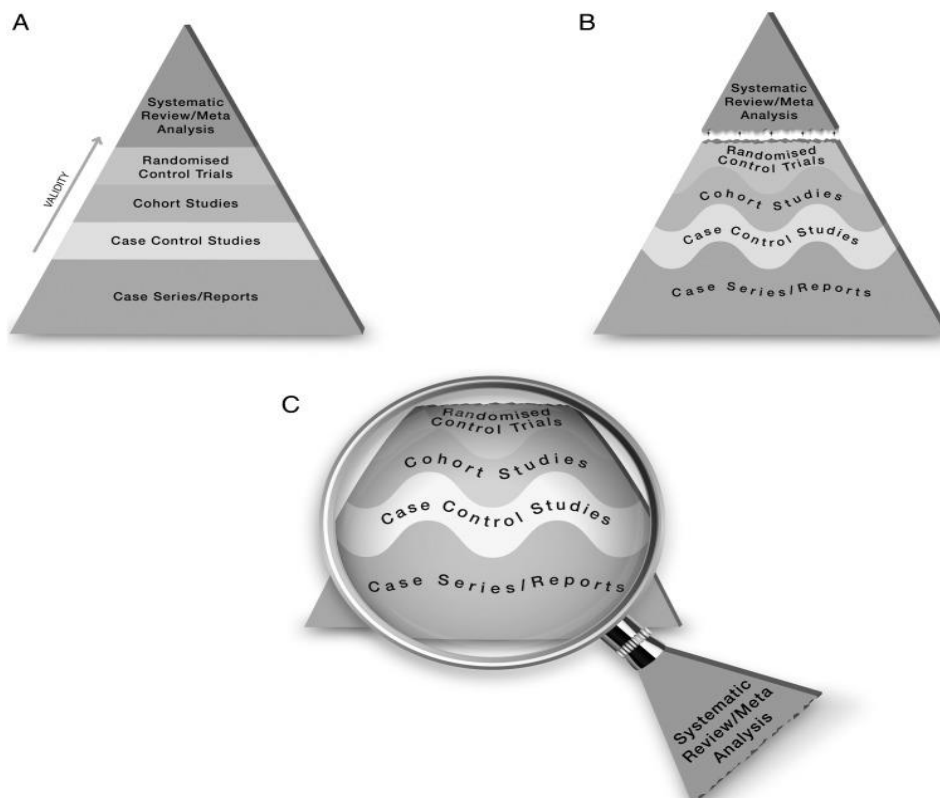 A
Systematic
Review/Meta
Analysis
Randomised
Control Trials
Cohort Studies
Case Control Studies
Case Series/Reports
VALIDITY
B
Systematic
Review/Meta
Analysis
Randomised
Control Trials
Cohort Studies
Case Control Studies
Case Series/Reports
C
Randomised
Control Trials
Cohort Studies
Case Control Studies
Case Series/Reports
Systematic
Review/Meta
Analysis